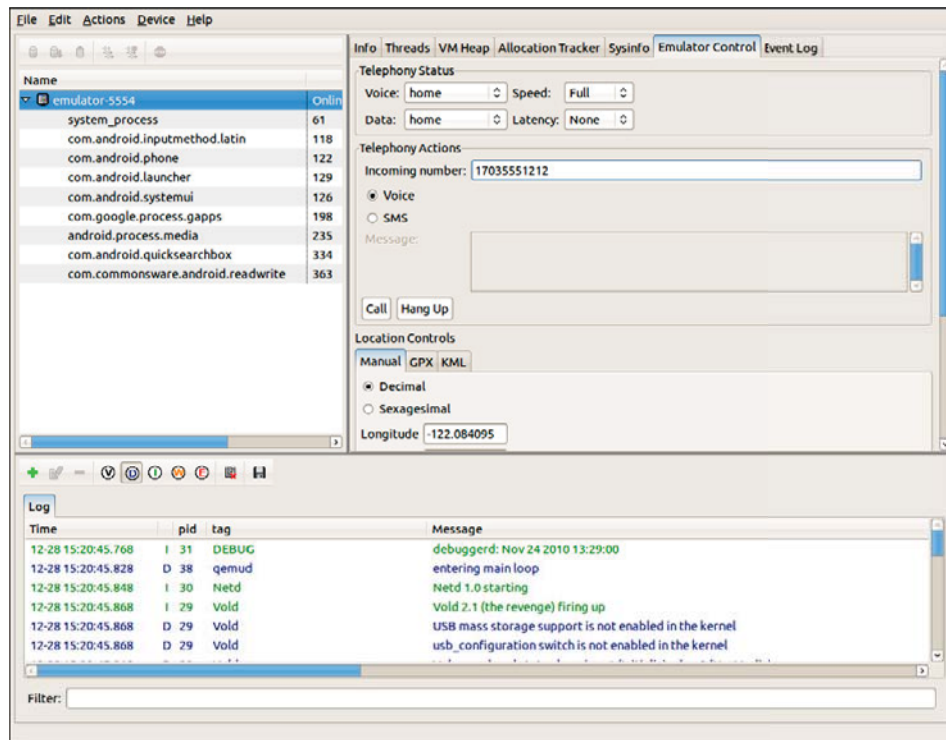 File Edit Actions Device Help
Name
emulator-5554 Onlin
system_process 61
com.android.inputmethod.latin 118
com.android.phone 122
com.android.launcher 129
com.android.systemui 126
com.google.process.gapps 198
android.process.media 235
com.android.quicksearchbox 334
com.commonsware.android.readwrite 363
Info Threads VM Heap Allocation Tracker Sysinfo Emulator Control Event Log
Telephony Status
Voice: home Speed: Full
Data: home Latency: None
Telephony Actions
Incoming number: 17035551212
Voice
SMS
Message:
Call Hang Up
Location Controls
Manual GPX KML
Decimal
Sexagesimal
Longitude -122.084095
V D I W E
Log
Time pid tag Message
12-28 15:20:45.768 I 31 DEBUG debuggerd: Nov 24 2010 13:29:00
12-28 15:20:45.828 D 38 qemud entering main loop
12-28 15:20:45.848 I 30 Netd Netd 1.0 starting
12-28 15:20:45.868 I 29 Vold Vold 2.1 (the revenge) firing up
12-28 15:20:45.868 D 29 Vold USB mass storage support is not enabled in the kernel
12-28 15:20:45.868 D 29 Vold usb_configuration switch is not enabled in the kernel
Filter: